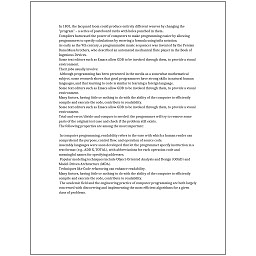 In 1801, the Jacquard loom could produce entirely different weaves by changing the
"program" – a series of pasteboard cards with holes punched in them.
Compilers harnessed the power of computers to make programming easier by allowing
programmers to specify calculations by entering a formula using infix notation.
As early as the 9th century, a programmable music sequencer was invented by the Persian
Banu Musa brothers, who described an automated mechanical flute player in the Book of
Ingenious Devices.
Some text editors such as Emacs allow GDB to be invoked through them, to provide a visual
environment.
Their jobs usually involve:
Although programming has been presented in the media as a somewhat mathematical
subject, some research shows that good programmers have strong skills in natural human
languages, and that learning to code is similar to learning a foreign language.
Some text editors such as Emacs allow GDB to be invoked through them, to provide a visual
environment.
Many factors, having little or nothing to do with the ability of the computer to efficiently
compile and execute the code, contribute to readability.
Some text editors such as Emacs allow GDB to be invoked through them, to provide a visual
environment.
Trial-and-error/divide-and-conquer is needed: the programmer will try to remove some
parts of the original test case and check if the problem still exists.
The following properties are among the most important:
In computer programming, readability refers to the ease with which a human reader can
comprehend the purpose, control flow, and operation of source code.
Assembly languages were soon developed that let the programmer specify instruction in a
text format (e.g., ADD X, TOTAL), with abbreviations for each operation code and
meaningful names for specifying addresses.
Popular modeling techniques include Object-Oriented Analysis and Design (OOAD) and
Model-Driven Architecture (MDA).
Techniques like Code refactoring can enhance readability.
Many factors, having little or nothing to do with the ability of the computer to efficiently
compile and execute the code, contribute to readability.
The academic field and the engineering practice of computer programming are both largely
concerned with discovering and implementing the most efficient algorithms for a given
class of problems.